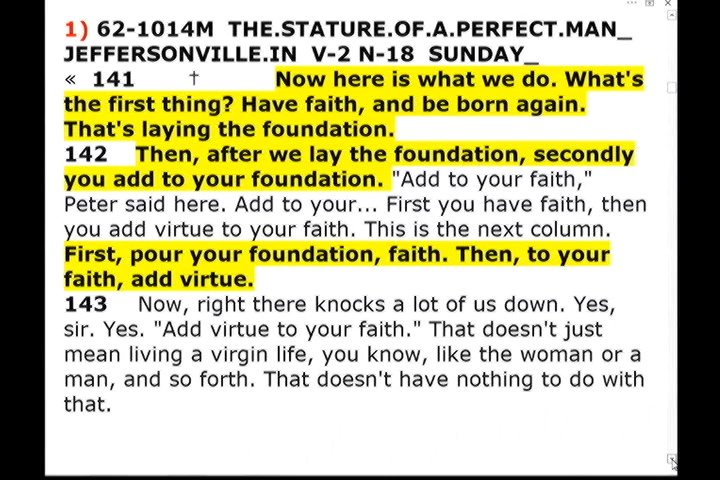 1) 62-1014M THE.STATURE.OF.A.PERFECT.MAN_
JEFFERSONVILLE.IN V-2 N-18 SUNDAY_
« 141 † Now here is what we do. What's
the first thing? Have faith, and be born again.
That's laying the foundation.
142 Then, after we lay the foundation, secondly
you add to your foundation. "Add to your faith,"
Peter said here. Add to your... First you have faith, then
you add virtue to your faith. This is the next column.
First, pour your foundation, faith. Then, to your
faith, add virtue.
143 Now, right there knocks a lot of us down. Yes,
sir. Yes. "Add virtue to your faith." That doesn't just
mean living a virgin life, you know, like the woman or a
man, and so forth. That doesn't have nothing to do with
that.